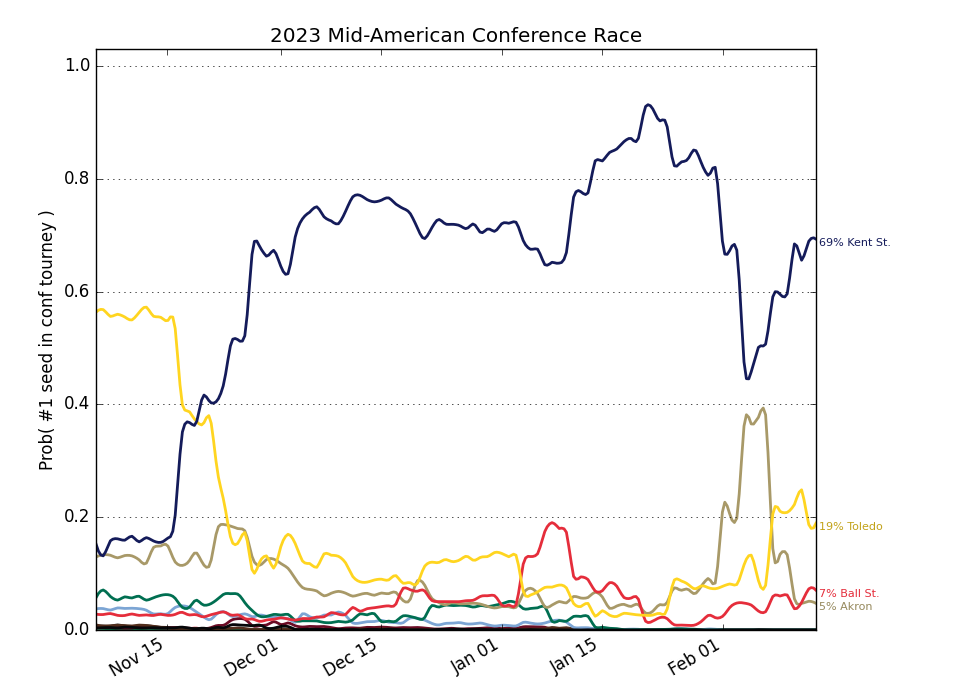 2023 Mid-American Conference Race
Prob( #1 seed in conf tourney )
1.0
0.8
0.6
0.4
0.2
0.0
69% Kent St.
19% Toledo
7% Ball St.
5% Akron
Nov 15
Dec 01
Dec 15
Jan 01
Jan 15
Feb 01